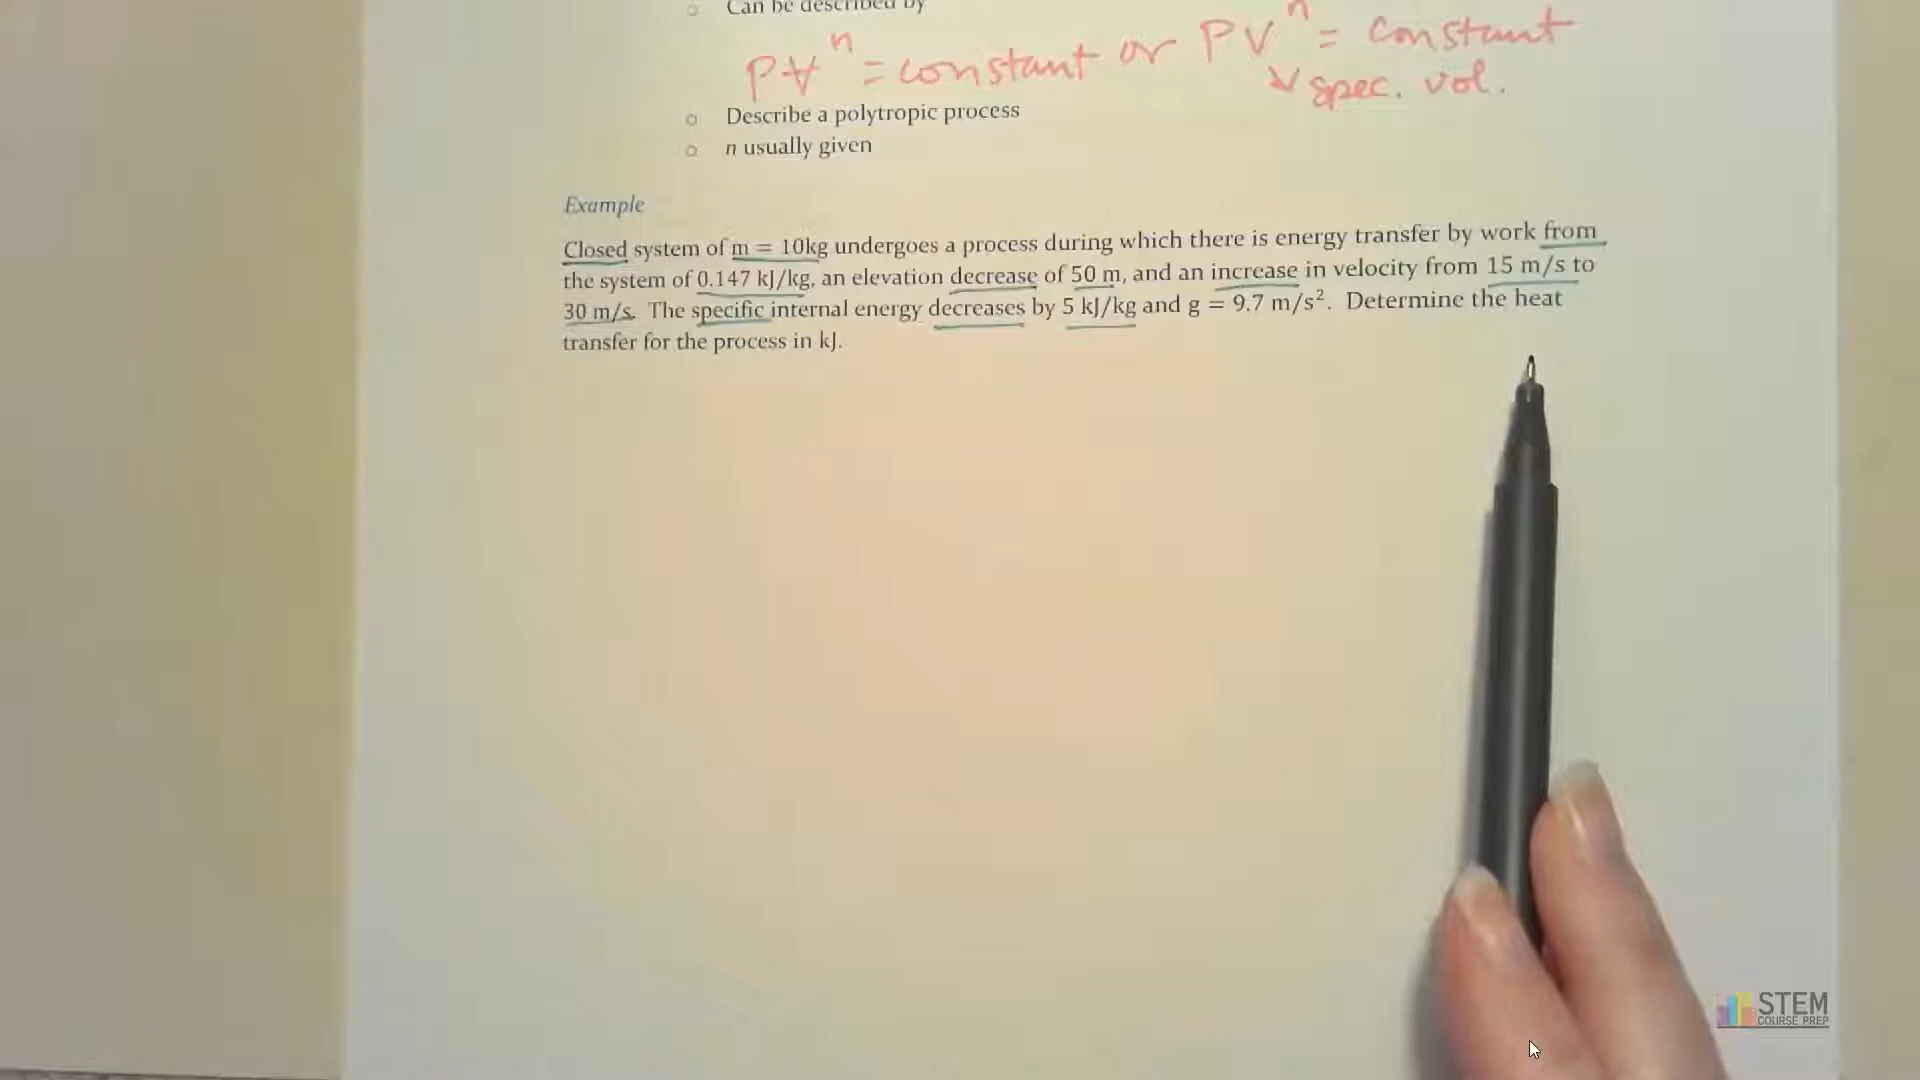 Can be described by
P∀ⁿ = constant or PVⁿ = constant
↘ spec. vol.
Describe a polytropic process
n usually given
Example
Closed system of m = 10kg undergoes a process during which there is energy transfer by work from
the system of 0.147 kJ/kg, an elevation decrease of 50 m, and an increase in velocity from 15 m/s to
30 m/s. The specific internal energy decreases by 5 kJ/kg and g = 9.7 m/s². Determine the heat
transfer for the process in kJ.
STEM
COURSE PREP